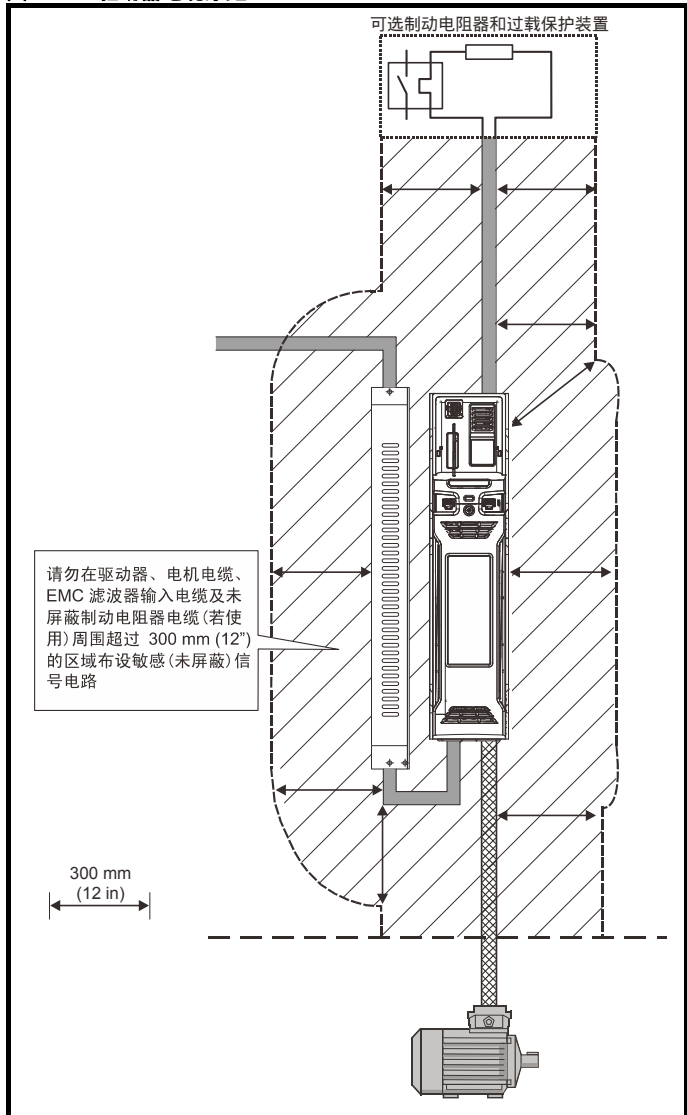 可选制动电阻器和过载保护装置
请勿在驱动器、电机电缆、
EMC 滤波器输入电缆及未
屏蔽制动电阻器电缆（若使
用）周围超过 300 mm (12”)
的区域布设敏感（未屏蔽）信
号电路
300 mm
(12 in)